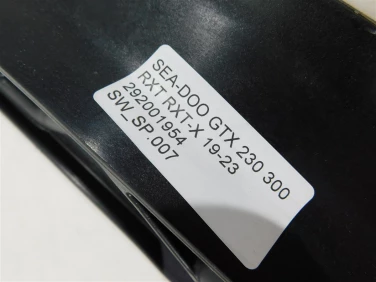 SEA-DOO GTX 230 300
RXT RXT-X 19-23
292001954
SW_SP.007